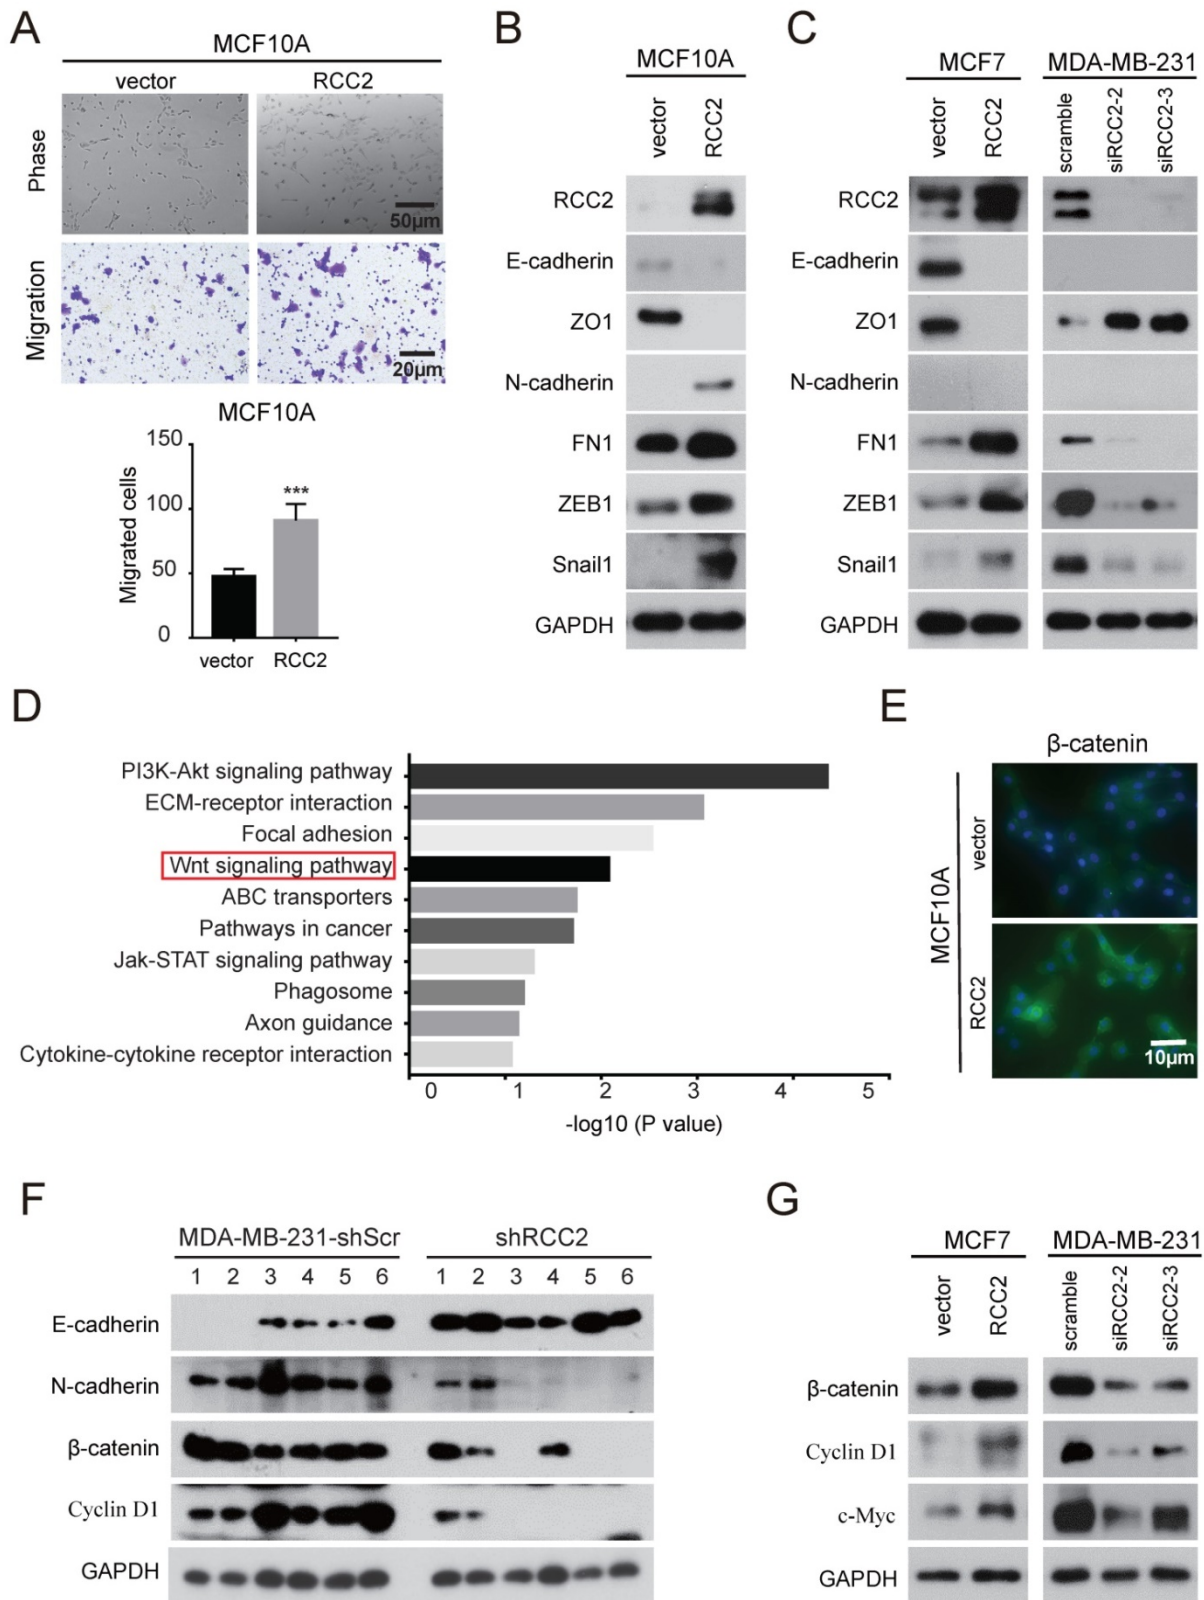 A
MCF10A
vector RCC2
Phase
50μm
Migration
20μm
MCF10A
Migrated cells
150
100
50
0
***
vector RCC2
B
MCF10A
vector RCC2
RCC2
E-cadherin
ZO1
N-cadherin
FN1
ZEB1
Snail1
GAPDH
C
MCF7 MDA-MB-231
vector RCC2 scramble siRCC2-2 siRCC2-3
RCC2
E-cadherin
ZO1
N-cadherin
FN1
ZEB1
Snail1
GAPDH
D
PI3K-Akt signaling pathway
ECM-receptor interaction
Focal adhesion
Wnt signaling pathway
ABC transporters
Pathways in cancer
Jak-STAT signaling pathway
Phagosome
Axon guidance
Cytokine-cytokine receptor interaction
0 1 2 3 4 5
-log10 (P value)
E
β-catenin
MCF10A
vector
RCC2
10μm
F
MDA-MB-231-shScr shRCC2
1 2 3 4 5 6 1 2 3 4 5 6
E-cadherin
N-cadherin
β-catenin
Cyclin D1
GAPDH
G
MCF7 MDA-MB-231
vector RCC2 scramble siRCC2-2 siRCC2-3
β-catenin
Cyclin D1
c-Myc
GAPDH